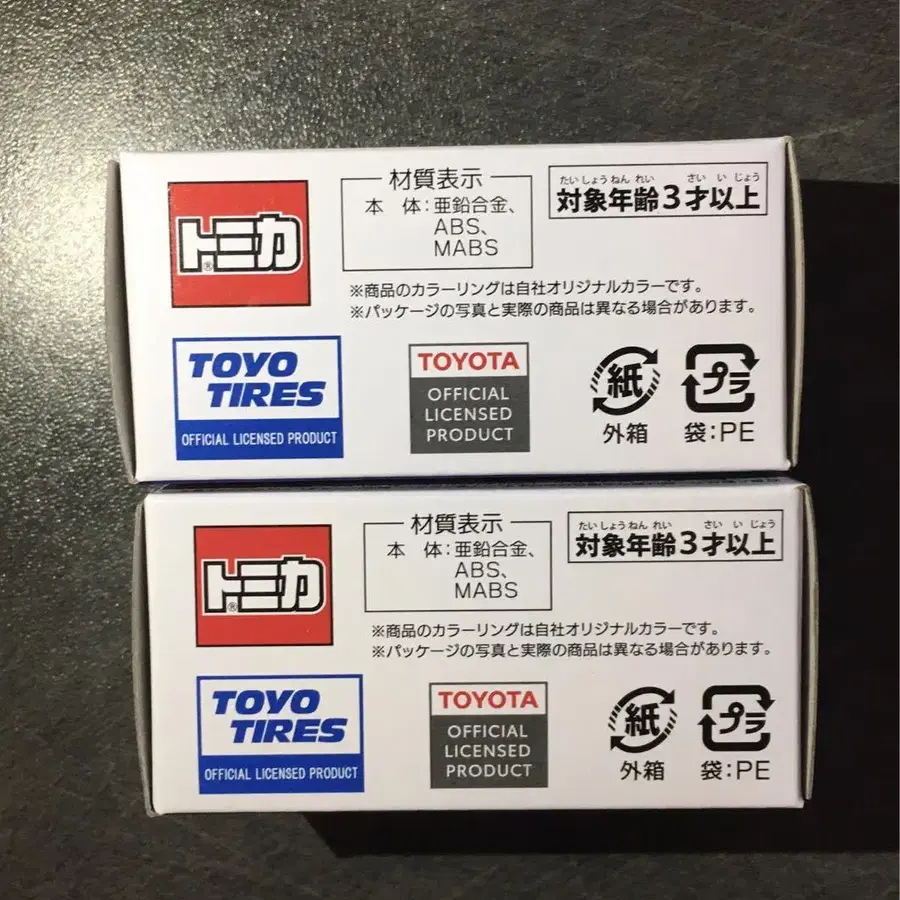 トミカ®
材質表示
本 体：亜鉛合金、
ABS、
MABS
たいしょうねんれい さいいじょう
対象年齢3才以上
※商品のカラーリングは自社オリジナルカラーです。
※パッケージの写真と実際の商品は異なる場合があります。
TOYO
TIRES
OFFICIAL LICENSED PRODUCT
TOYOTA
OFFICIAL
LICENSED
PRODUCT
紙
外箱
プラ
袋：PE
トミカ®
材質表示
本 体：亜鉛合金、
ABS、
MABS
たいしょうねんれい さいいじょう
対象年齢3才以上
※商品のカラーリングは自社オリジナルカラーです。
※パッケージの写真と実際の商品は異なる場合があります。
TOYO
TIRES
OFFICIAL LICENSED PRODUCT
TOYOTA
OFFICIAL
LICENSED
PRODUCT
紙
外箱
プラ
袋：PE